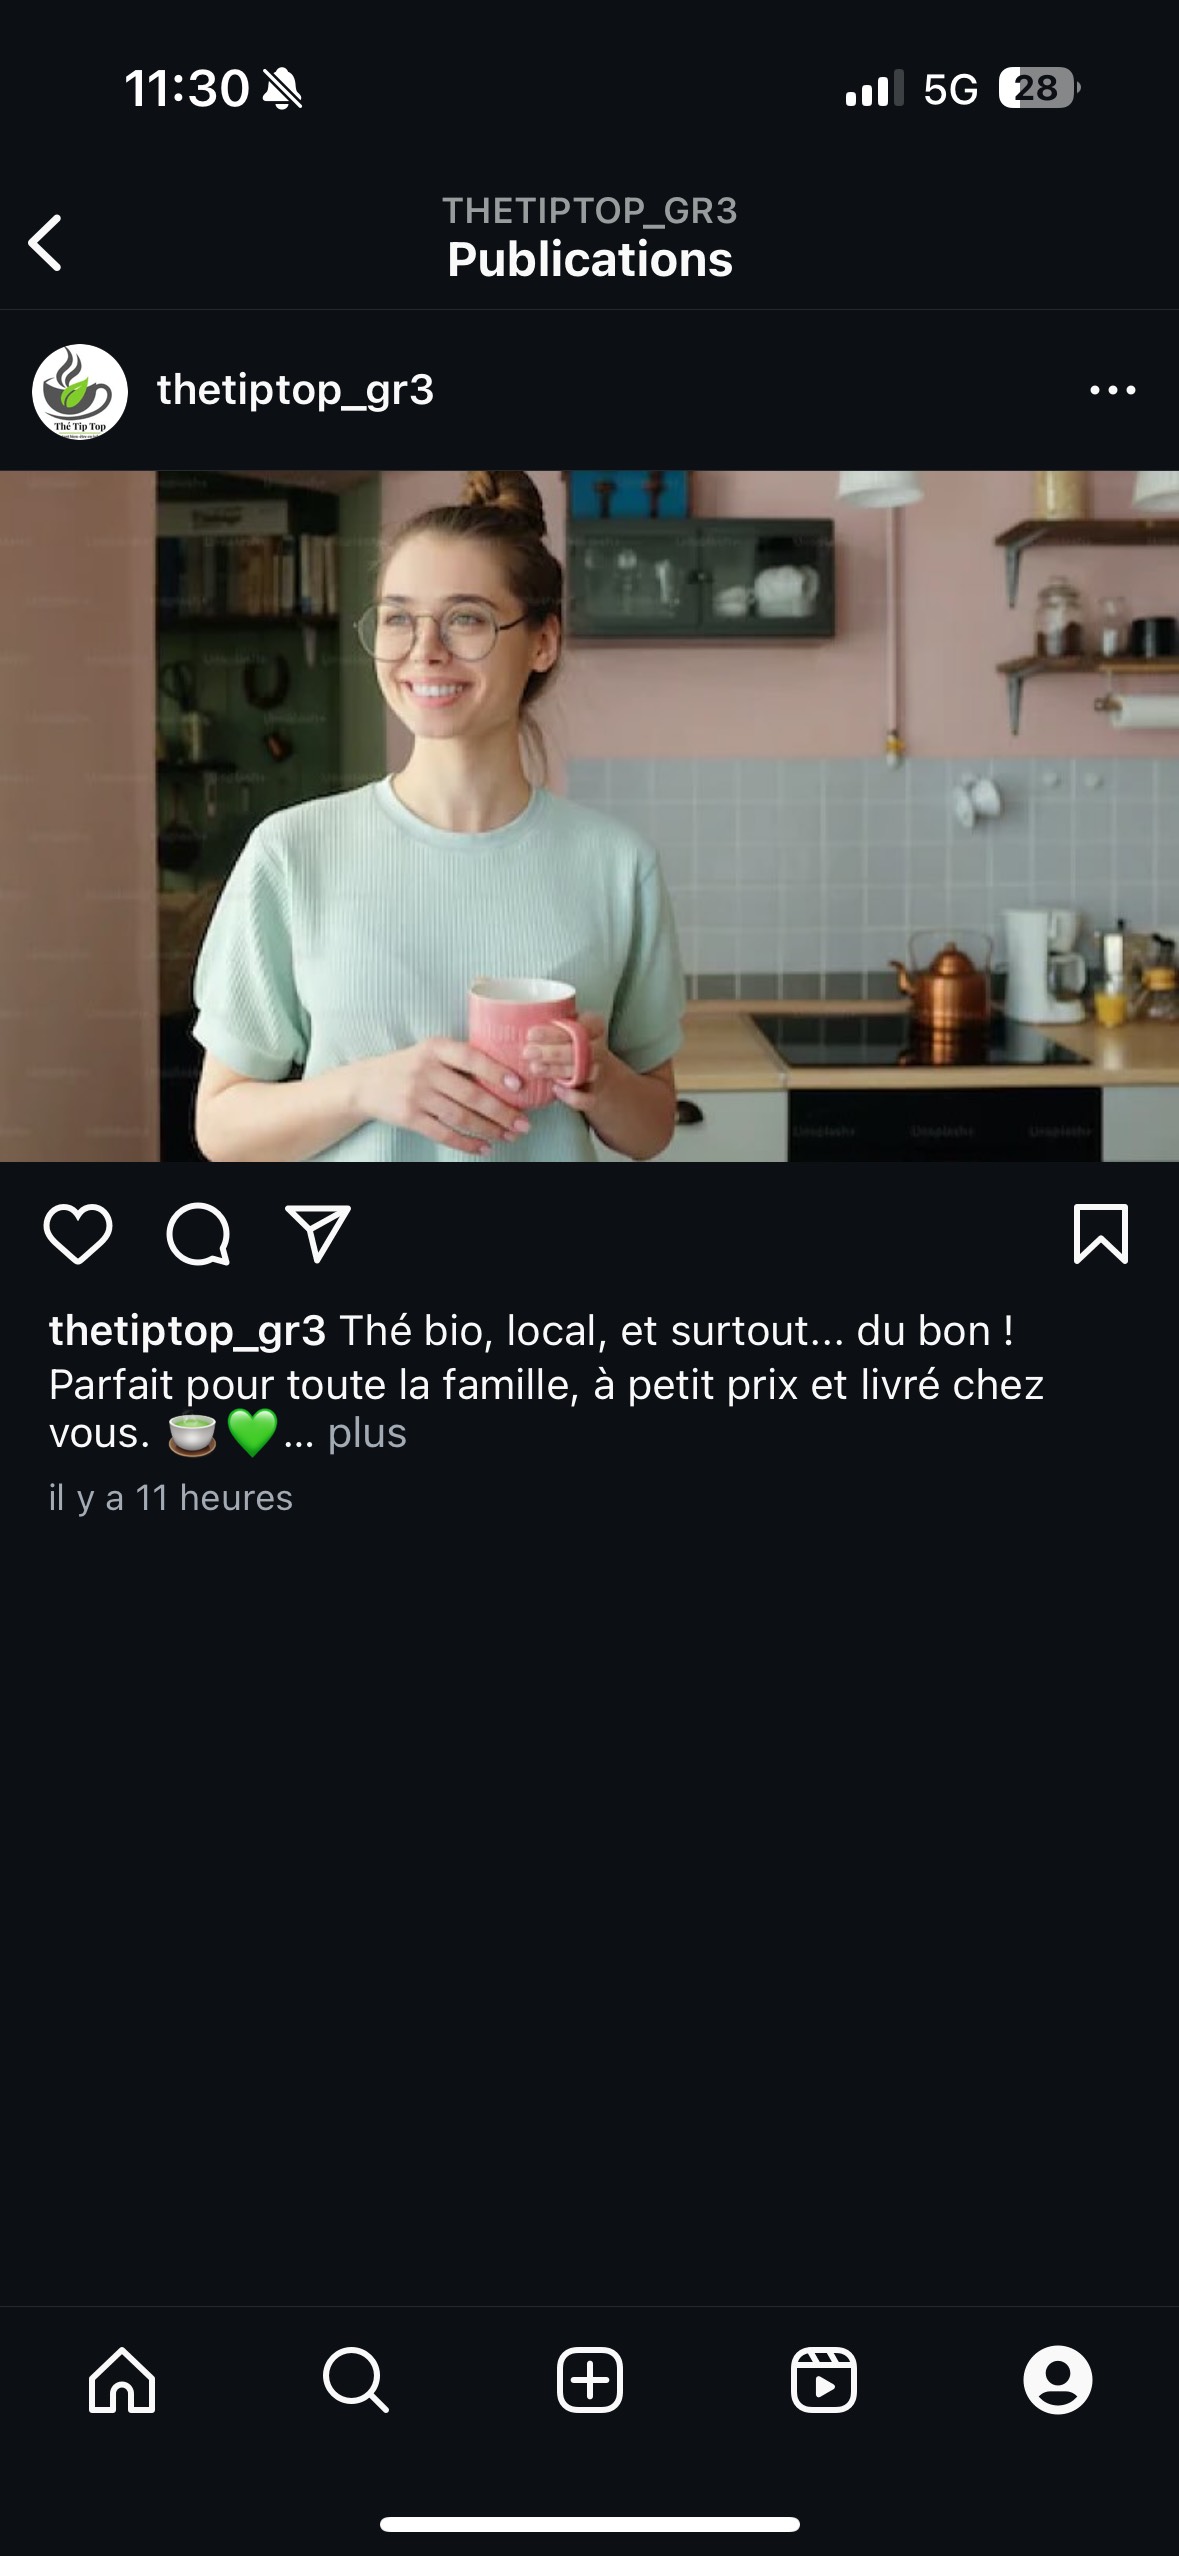 11:30
5G
28
THETIPTOP_GR3
Publications
Thé Tip Top
thetiptop_gr3
thetiptop_gr3 Thé bio, local, et surtout... du bon !
Parfait pour toute la famille, à petit prix et livré chez
vous. 🍵💚... plus
il y a 11 heures